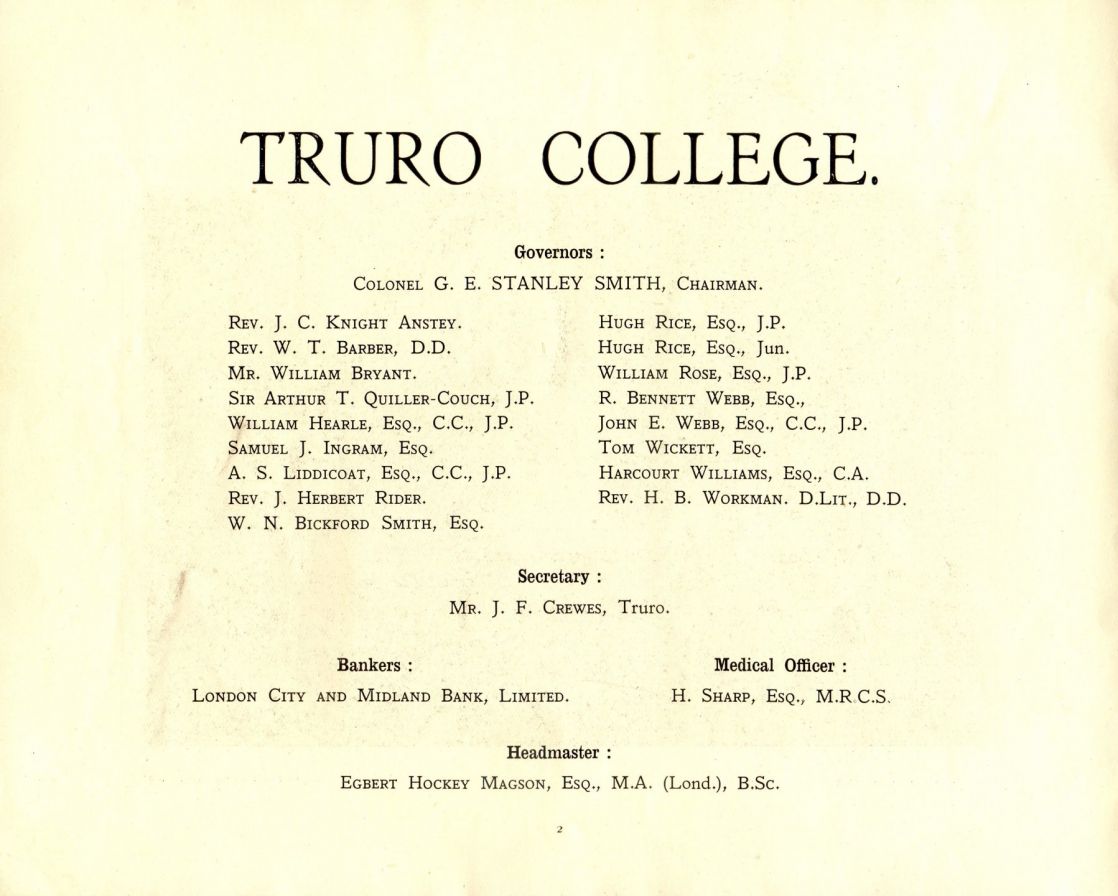 TRURO COLLEGE.
Governors :
COLONEL G. E. STANLEY SMITH, CHAIRMAN.
REV. J. C. KNIGHT ANSTEY.
REV. W. T. BARBER, D.D.
MR. WILLIAM BRYANT.
SIR ARTHUR T. QUILLER-COUCH, J.P.
WILLIAM HEARLE, ESQ., C.C., J.P.
SAMUEL J. INGRAM, ESQ.
A. S. LIDDICOAT, ESQ., C.C., J.P.
REV. J. HERBERT RIDER.
W. N. BICKFORD SMITH, ESQ.
HUGH RICE, ESQ., J.P.
HUGH RICE, ESQ., Jun.
WILLIAM ROSE, ESQ., J.P.
R. BENNETT WEBB, ESQ.,
JOHN E. WEBB, ESQ., C.C., J.P.
TOM WICKETT, ESQ.
HARCOURT WILLIAMS, ESQ., C.A.
REV. H. B. WORKMAN. D.LIT., D.D.
Secretary :
MR. J. F. CREWES, Truro.
Bankers :
LONDON CITY AND MIDLAND BANK, LIMITED.
Medical Officer :
H. SHARP, ESQ., M.R.C.S.
Headmaster :
EGBERT HOCKEY MAGSON, ESQ., M.A. (Lond.), B.Sc.
2